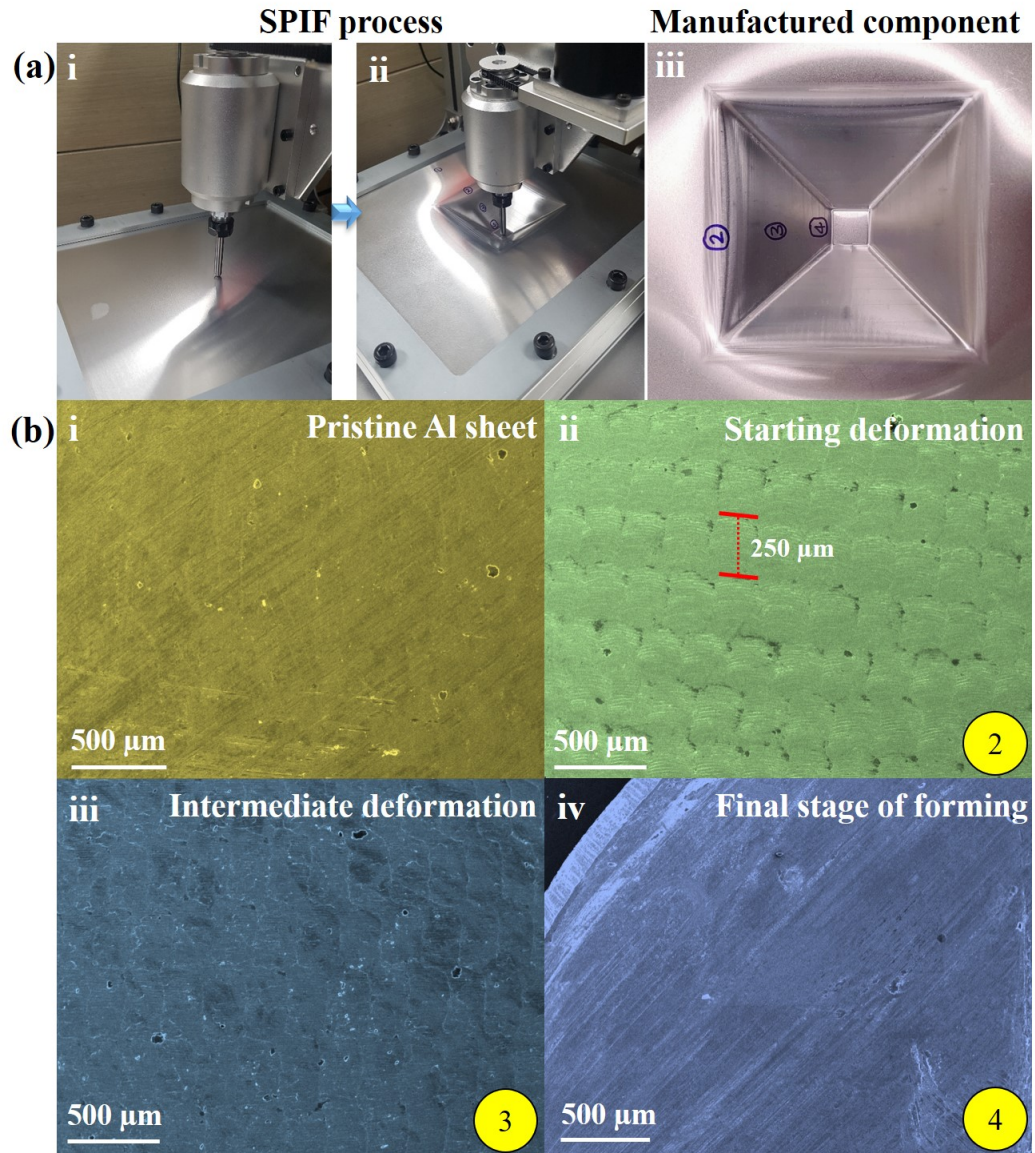 SPIF process
Manufactured component
(a)
i
ii
iii
2
3
4
(b)
i
Pristine Al sheet
500 µm
ii
Starting deformation
250 µm
500 µm
2
iii
Intermediate deformation
500 µm
3
iv
Final stage of forming
500 µm
4